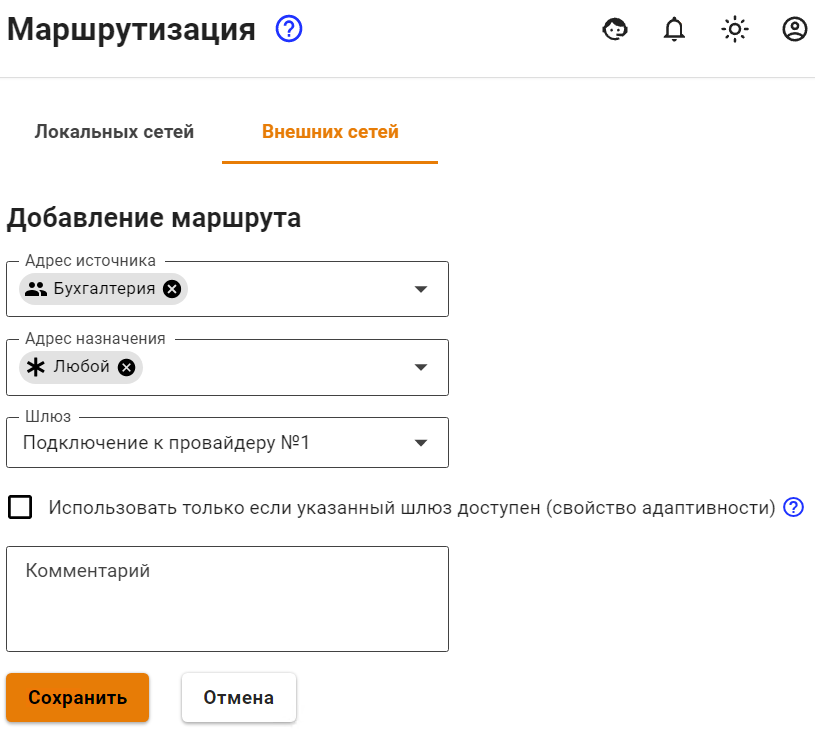 Маршрутизация
Локальных сетей
Внешних сетей
Добавление маршрута
Адрес источника
Бухгалтерия
Адрес назначения
Любой
Шлюз
Подключение к провайдеру №1
Использовать только если указанный шлюз доступен (свойство адаптивности)
Комментарий
Сохранить
Отмена